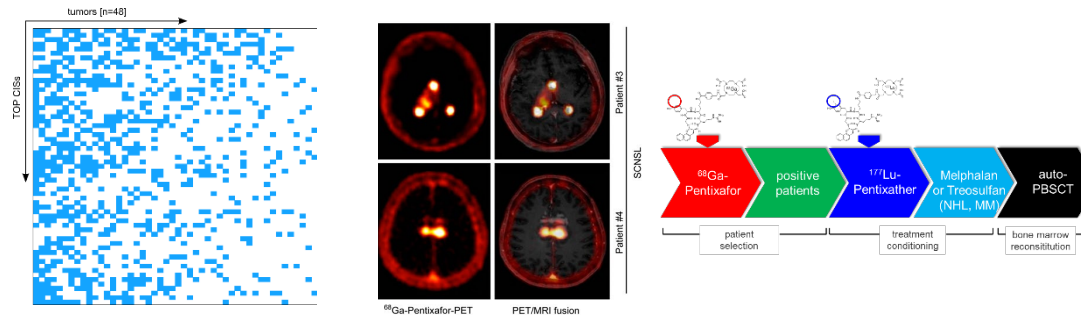 tumors [n=48]
TOP CISs
Patient #3
Patient #4
SCNSL
⁶⁸Ga-Pentixafor-PET
PET/MRI fusion
⁶⁸Ga-
Pentixafor
positive
patients
¹⁷⁷Lu-
Pentixather
Melphalan
or Treosulfan
(NHL, MM)
auto-
PBSCT
patient
selection
treatment
conditioning
bone marrow
reconsititution